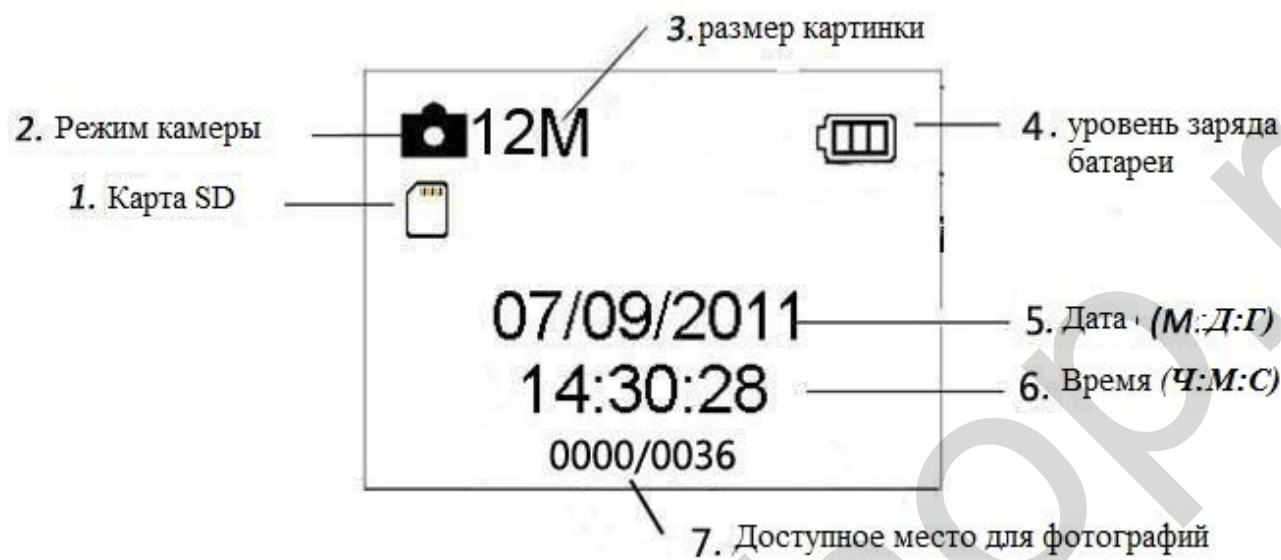 3. размер картинки
2. Режим камеры
12M
4. уровень заряда
батареи
1. Карта SD
07/09/2011
5. Дата (М:Д:Г)
14:30:28
6. Время (Ч:М:С)
0000/0036
7. Доступное место для фотографий